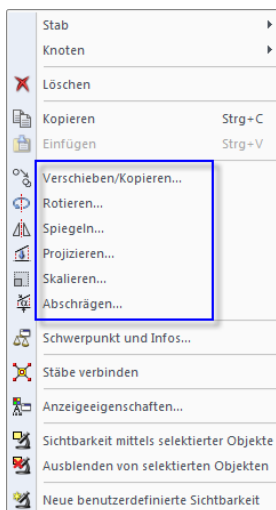 Stab
Knoten
Löschen
Kopieren Strg+C
Einfügen Strg+V
Verschieben/Kopieren...
Rotieren...
Spiegeln...
Projizieren...
Skalieren...
Abschrägen...
Schwerpunkt und Infos...
Stäbe verbinden
Anzeigeeigenschaften...
Sichtbarkeit mittels selektierter Objekte
Ausblenden von selektierten Objekten
Neue benutzerdefinierte Sichtbarkeit